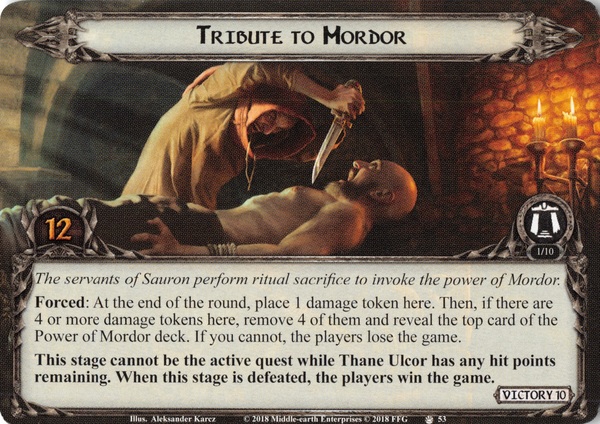 Tribute to Mordor
12
1/10
The servants of Sauron perform ritual sacrifice to invoke the power of Mordor.
Forced: At the end of the round, place 1 damage token here. Then, if there are
4 or more damage tokens here, remove 4 of them and reveal the top card of the
Power of Mordor deck. If you cannot, the players lose the game.
This stage cannot be the active quest while Thane Ulcor has any hit points
remaining. When this stage is defeated, the players win the game.
VICTORY 10
Illus. Aleksander Karcz © 2018 Middle-earth Enterprises © 2018 FFG 53